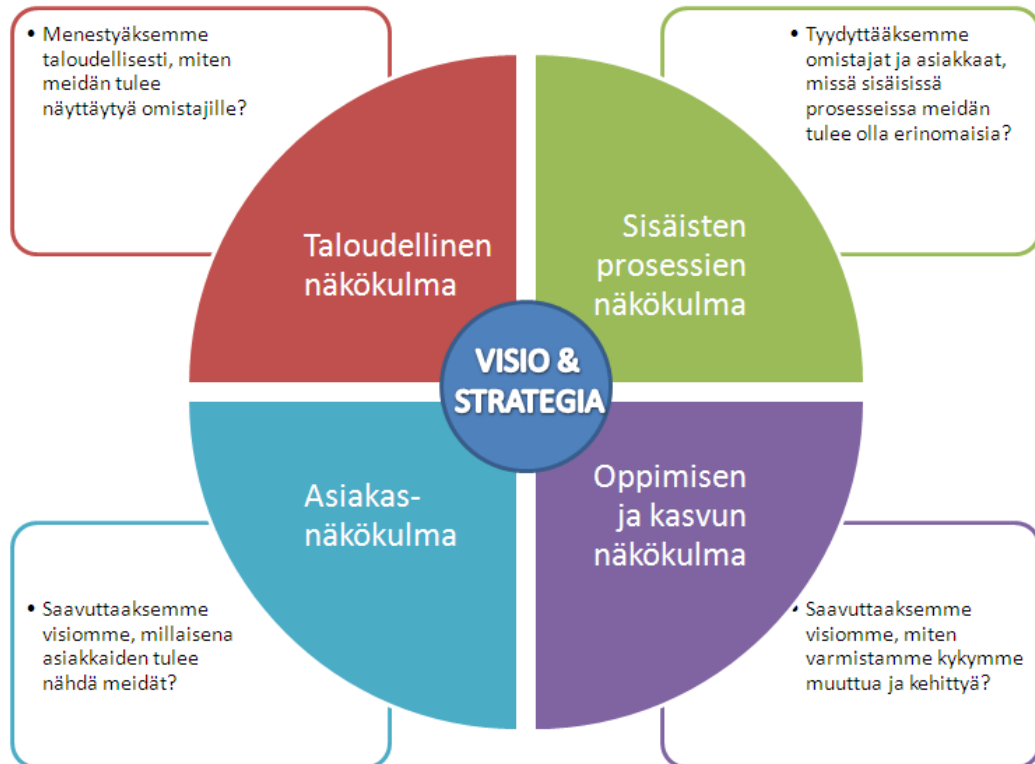 • Menestyäksemme
taloudellisesti, miten
meidän tulee
näyttäytyä omistajille?
• Tyydyttääksemme
omistajat ja asiakkaat,
missä sisäisissä
prosesseissa meidän
tulee olla erinomaisia?
Taloudellinen
näkökulma
Sisäisten
prosessien
näkökulma
VISIO &
STRATEGIA
Asiakas-
näkökulma
Oppimisen
ja kasvun
näkökulma
• Saavuttaaksemme
visiomme, millaisena
asiakkaiden tulee
nähdä meidät?
• Saavuttaaksemme
visiomme, miten
varmistamme kykymme
muuttua ja kehittyä?